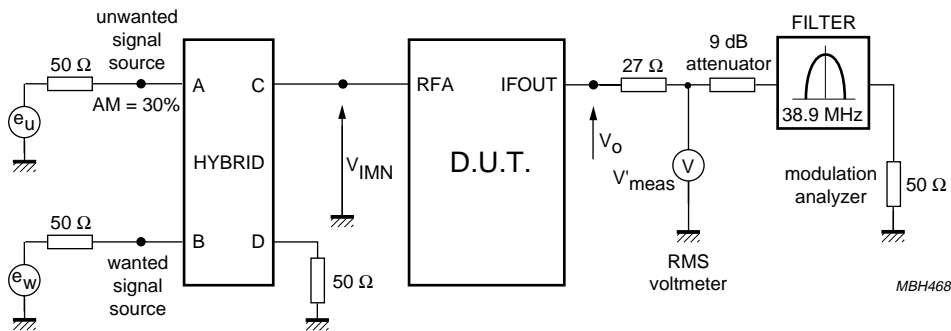 unwanted
signal
source
50 Ω
e_u
AM = 30%
A
C
HYBRID
B
D
50 Ω
e_w
wanted
signal
source
50 Ω
V_IMN
RFA
IFOUT
D.U.T.
V_o
27 Ω
V'meas
V
RMS
voltmeter
9 dB
attenuator
FILTER
38.9 MHz
modulation
analyzer
50 Ω
MBH468